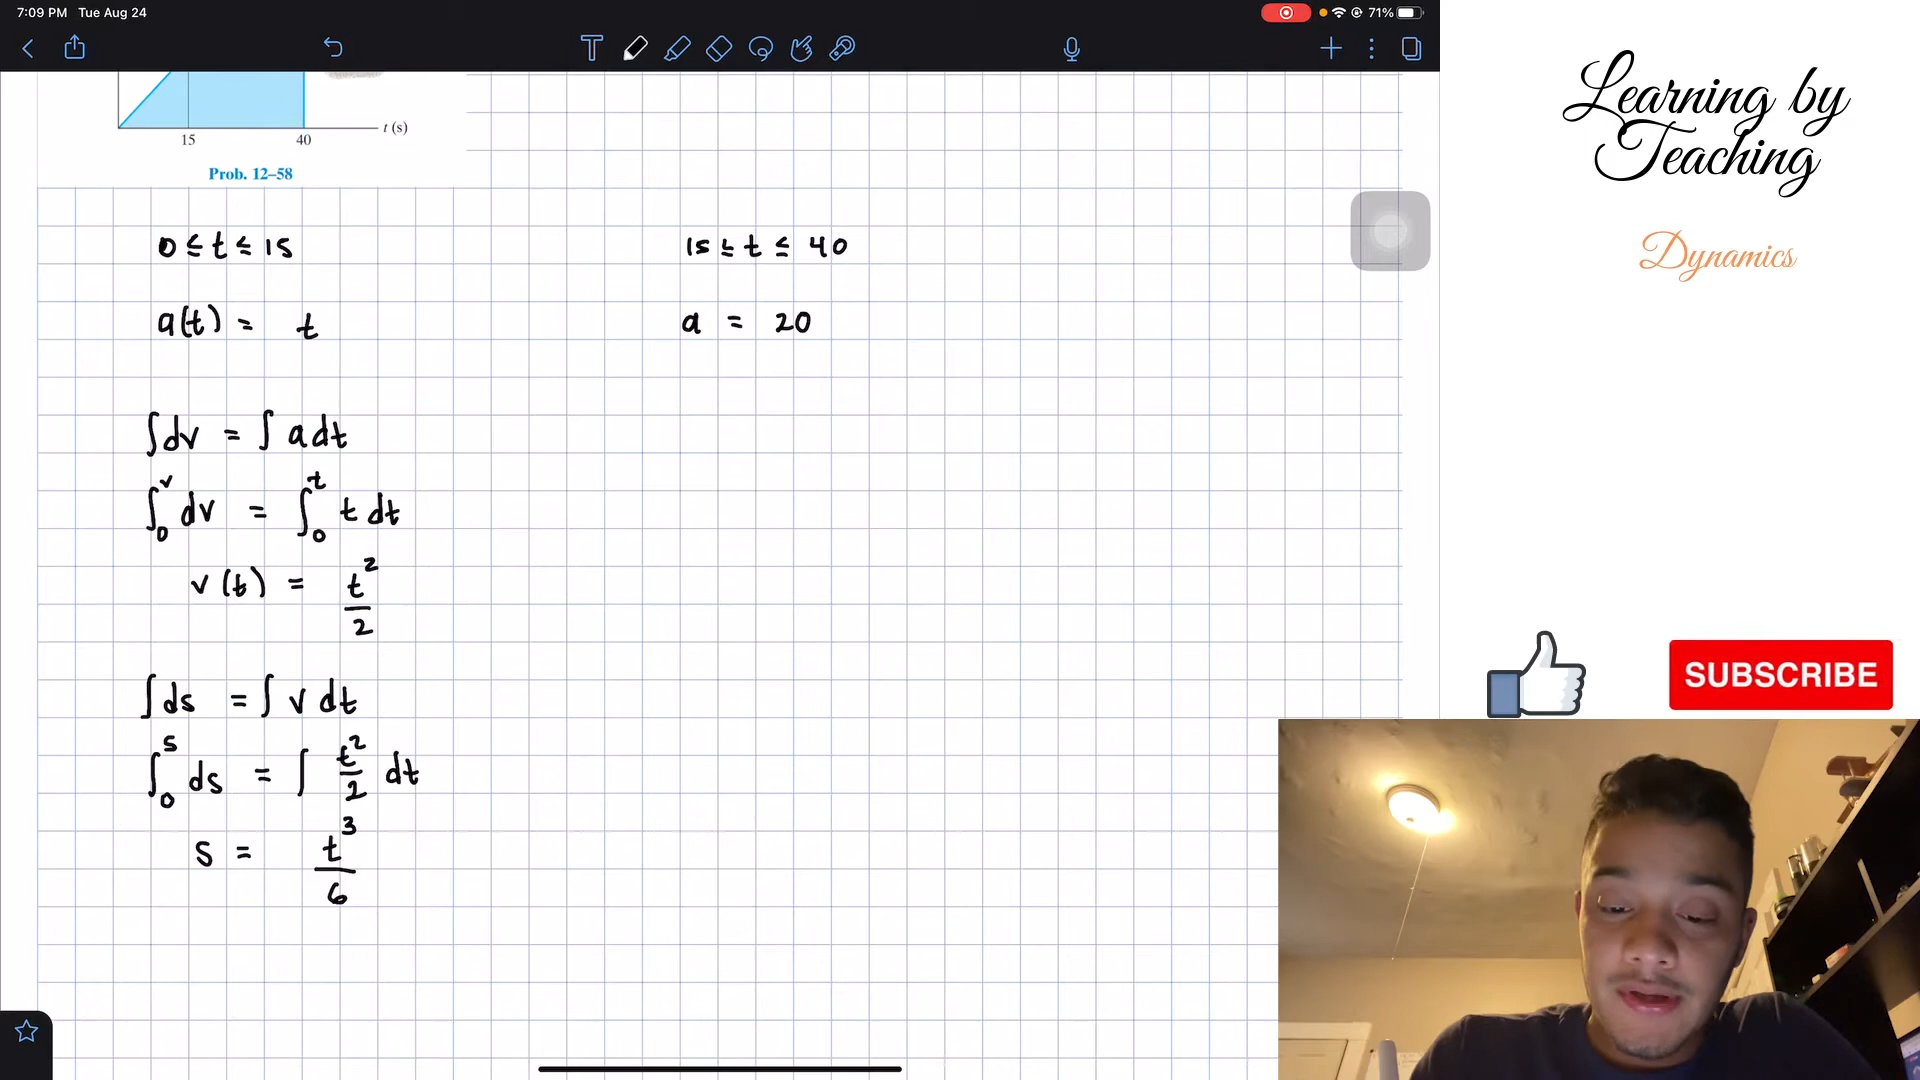 7:09 PM Tue Aug 24
71%
t (s)
15 40
Prob. 12–58
0 ≤ t ≤ 15
a(t) = t
∫dv = ∫ a dt
∫₀ᵛ dv = ∫₀ᵗ t dt
v(t) = t²/2
∫ds = ∫ v dt
∫₀ˢ ds = ∫ t²/2 dt
s = t³/6
15 ≤ t ≤ 40
a = 20
Learning by
Teaching
Dynamics
SUBSCRIBE